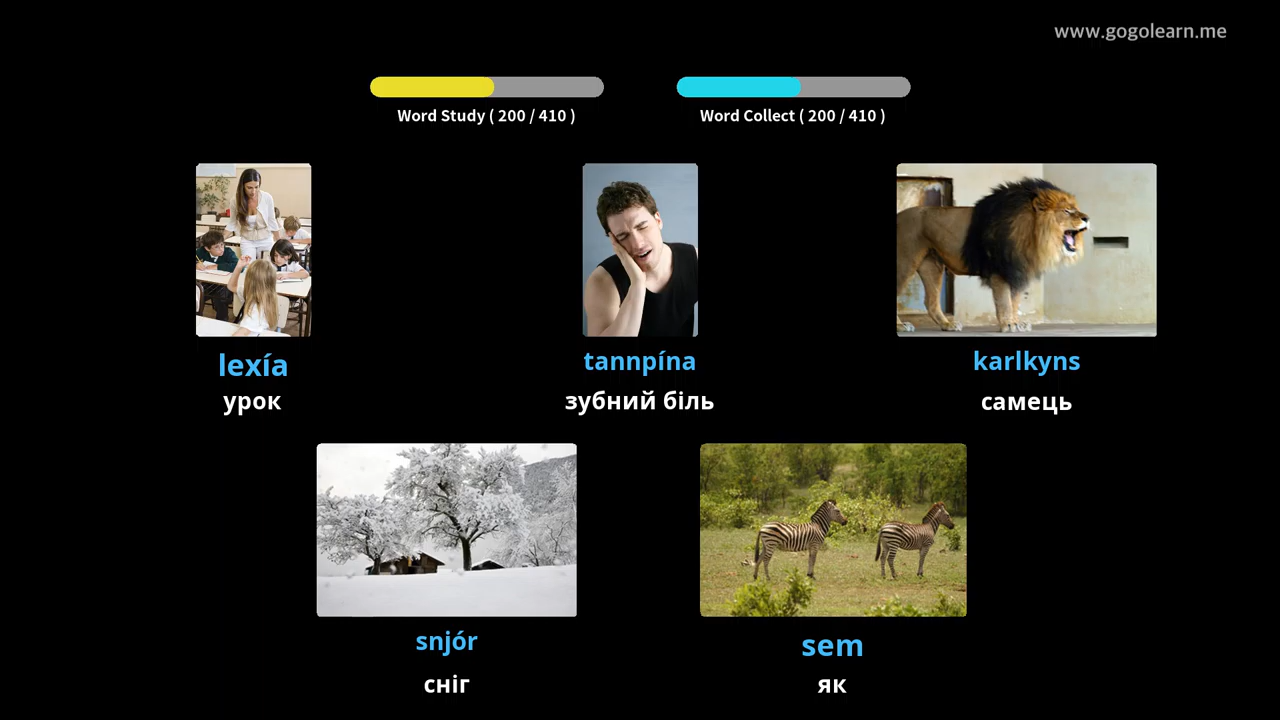 www.gogolearn.me
Word Study ( 200 / 410 )
Word Collect ( 200 / 410 )
lexía
урок
tannpína
зубний біль
karlkyns
самець
snjór
сніг
sem
як